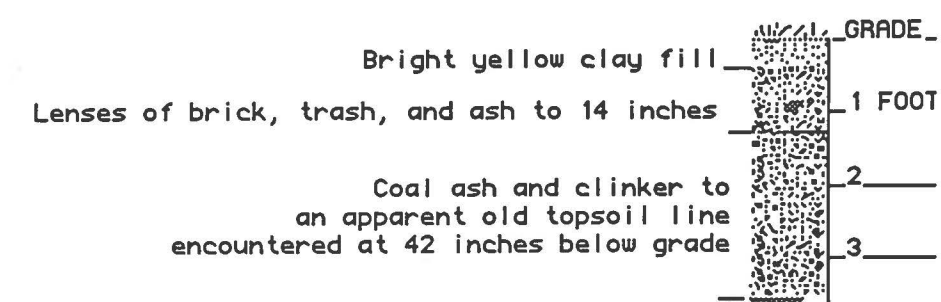 GRADE
Bright yellow clay fill
1 FOOT
Lenses of brick, trash, and ash to 14 inches
2
Coal ash and clinker to
an apparent old topsoil line
encountered at 42 inches below grade
3